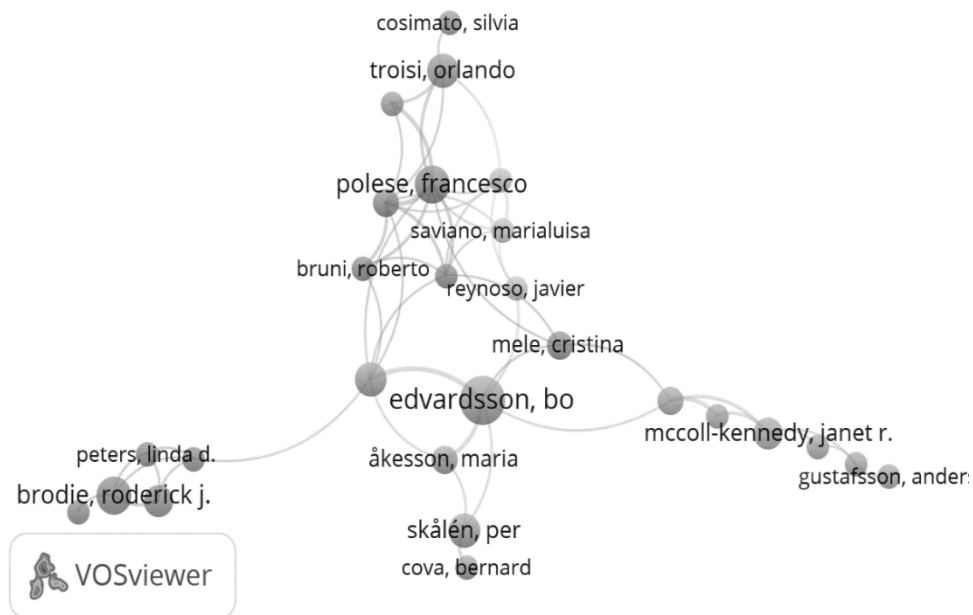 cosimato, silvia
troisi, orlando
polese, francesco
saviano, marialuisa
bruni, roberto
reynoso, javier
mele, cristina
edvardsson, bo
mccoll-kennedy, janet r.
peters, linda d.
åkesson, maria
gustafsson, anders
brodie, roderick j.
skålén, per
cova, bernard
VOSviewer